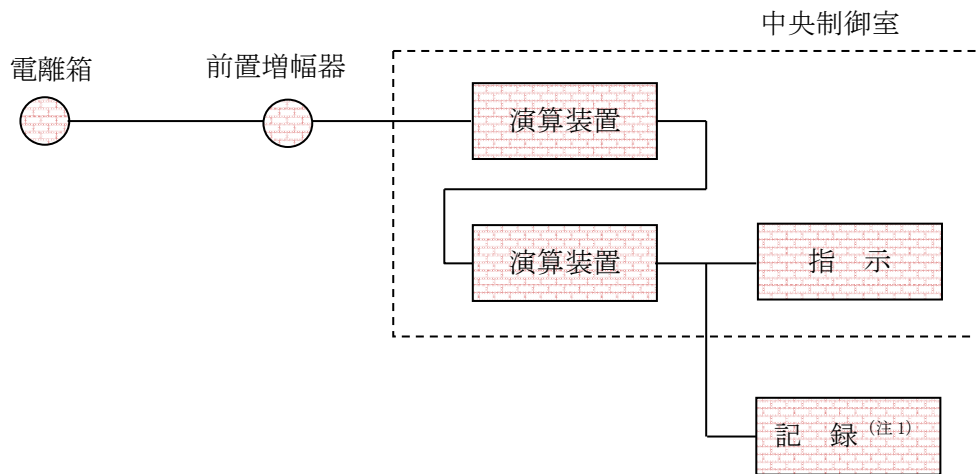 中央制御室
電離箱
前置増幅器
演算装置
演算装置
指 示
記 録 (注 1)